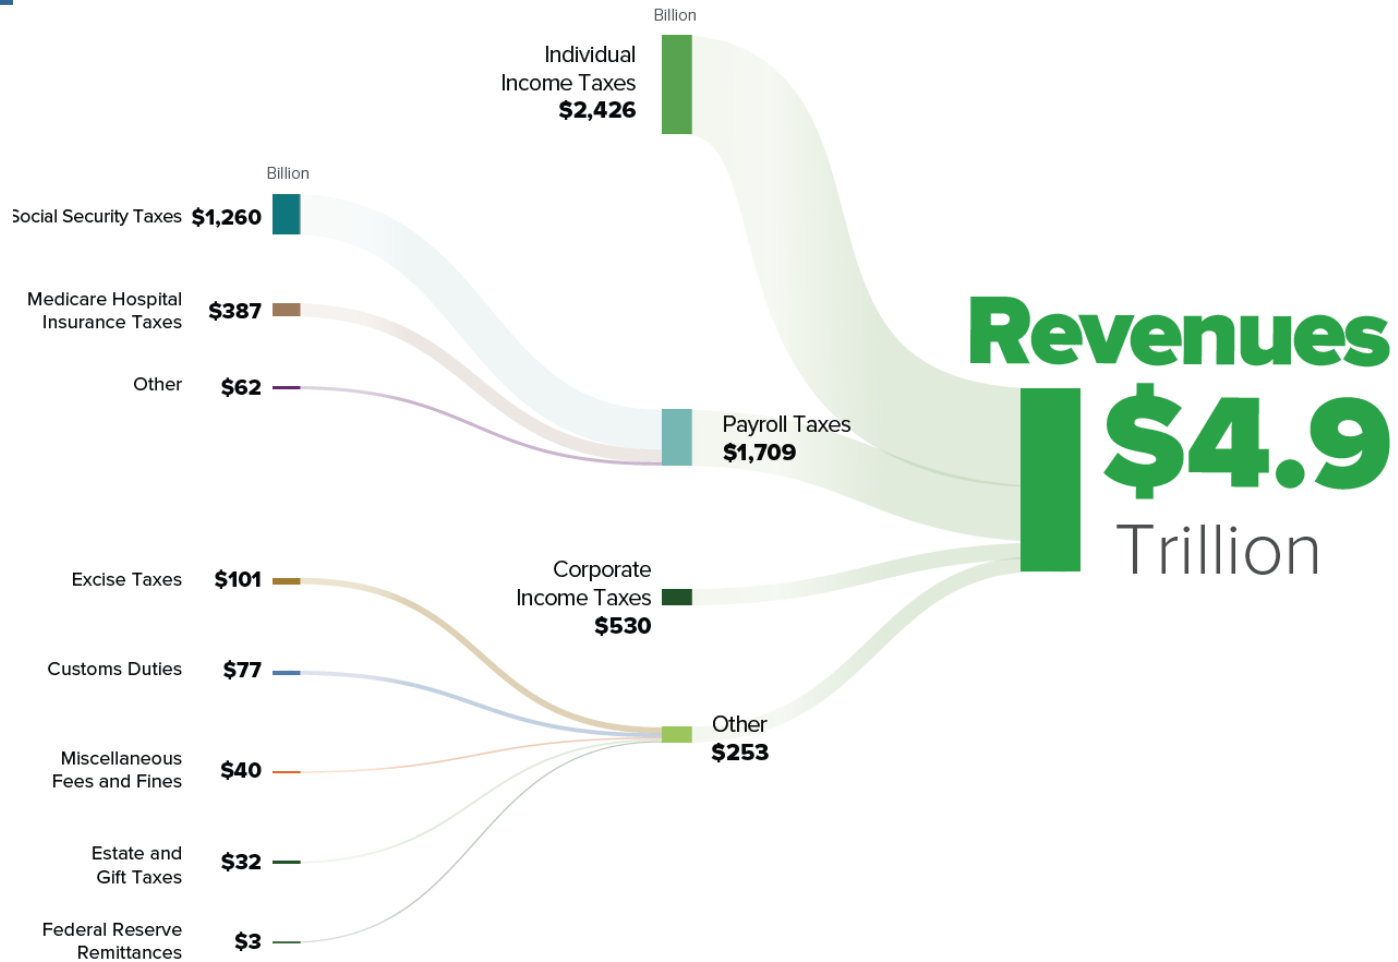 Billion
Individual
Income Taxes
$2,426
Billion
Social Security Taxes $1,260
Medicare Hospital
Insurance Taxes
$387
Other $62
Revenues
$4.9
Trillion
Payroll Taxes
$1,709
Excise Taxes $101
Corporate
Income Taxes
$530
Customs Duties $77
Other
$253
Miscellaneous
Fees and Fines
$40
Estate and
Gift Taxes
$32
Federal Reserve
Remittances
$3